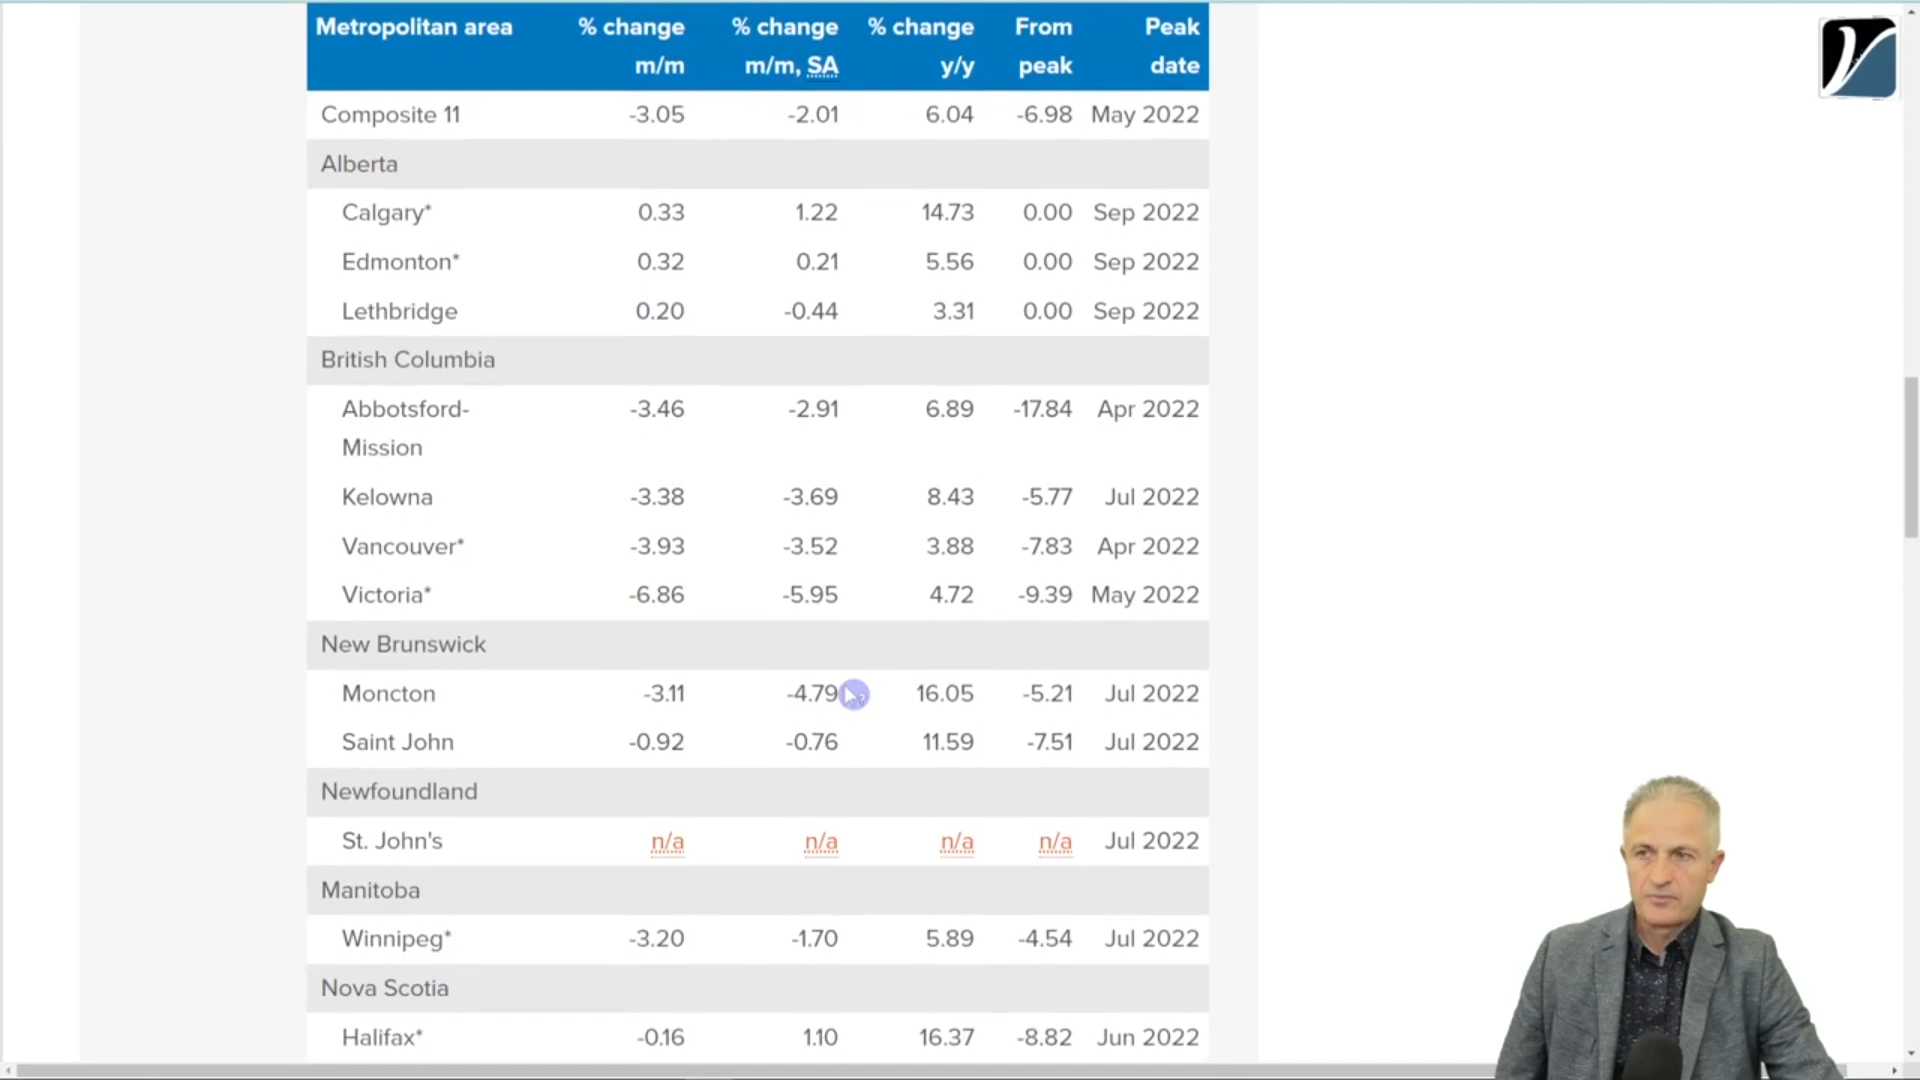 Metropolitan area % change m/m % change m/m, SA % change y/y From peak Peak date
Composite 11 -3.05 -2.01 6.04 -6.98 May 2022
Alberta
Calgary* 0.33 1.22 14.73 0.00 Sep 2022
Edmonton* 0.32 0.21 5.56 0.00 Sep 2022
Lethbridge 0.20 -0.44 3.31 0.00 Sep 2022
British Columbia
Abbotsford-
Mission -3.46 -2.91 6.89 -17.84 Apr 2022
Kelowna -3.38 -3.69 8.43 -5.77 Jul 2022
Vancouver* -3.93 -3.52 3.88 -7.83 Apr 2022
Victoria* -6.86 -5.95 4.72 -9.39 May 2022
New Brunswick
Moncton -3.11 -4.79 16.05 -5.21 Jul 2022
Saint John -0.92 -0.76 11.59 -7.51 Jul 2022
Newfoundland
St. John's n/a n/a n/a n/a Jul 2022
Manitoba
Winnipeg* -3.20 -1.70 5.89 -4.54 Jul 2022
Nova Scotia
Halifax* -0.16 1.10 16.37 -8.82 Jun 2022